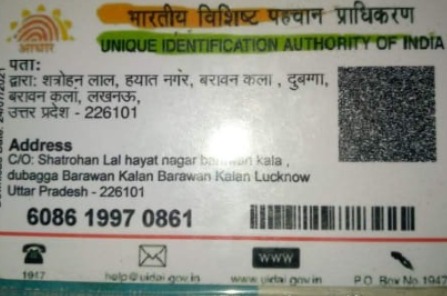 भारतीय विशिष्ट पहचान प्राधिकरण
UNIQUE IDENTIFICATION AUTHORITY OF INDIA
आधार
पता:
द्वारा: शत्रोहन लाल, हयात नगर, बरावन कला , दुबग्गा,
बरावन कलां, लखनऊ,
उत्तर प्रदेश - 226101
Address
C/O: Shatrohan Lal hayat nagar barawan kala ,
dubagga Barawan Kalan Barawan Kalan Lucknow
Uttar Pradesh - 226101
6086 1997 0861
WWW
1947
help@uidai.gov.in
www.uidai.gov.in
P.O. Box No.1947